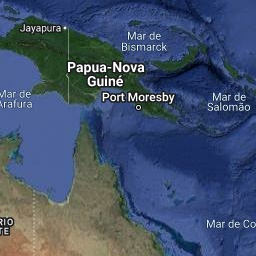 Jayapura
Mar de
Bismarck
Papua-Nova
Guiné
Mar de
Arafura
Port Moresby
Mar de
Salomão
RIO
TE
Mar de Co